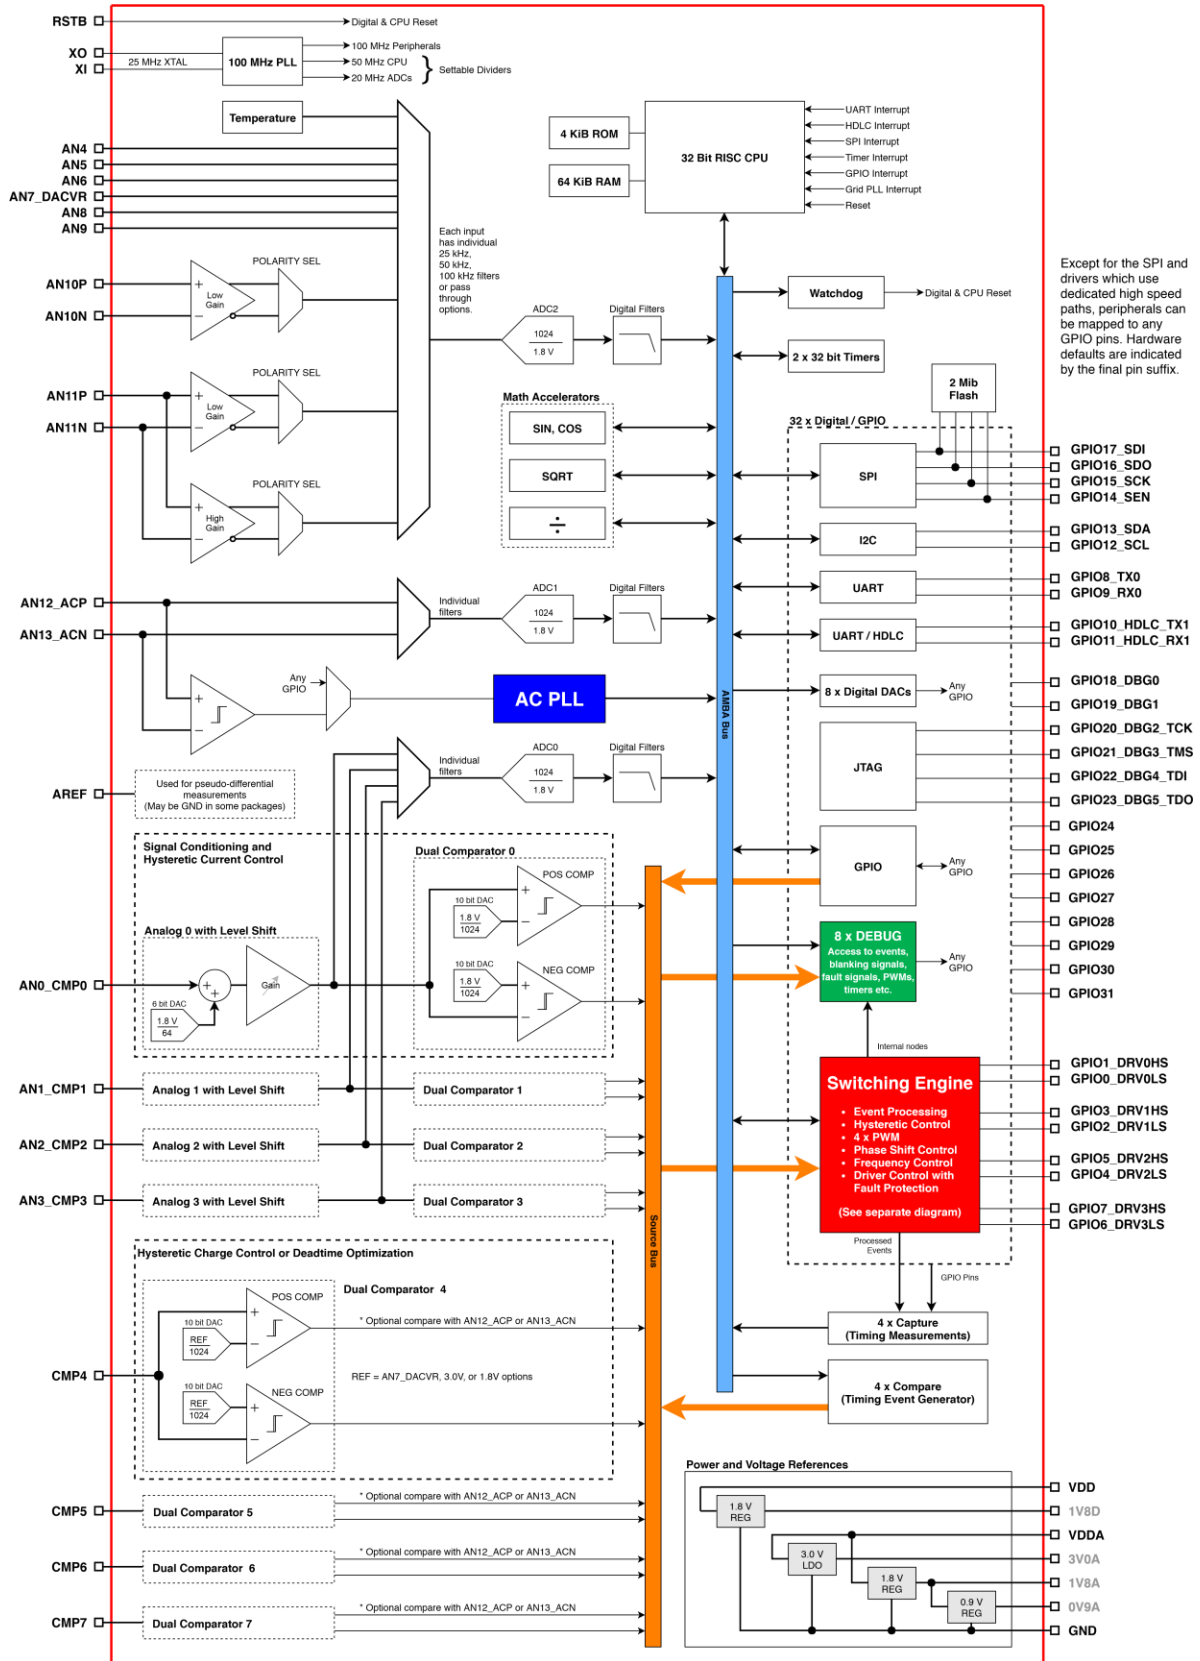 RSTB
Digital & CPU Reset
XO
XI
25 MHz XTAL
100 MHz PLL
100 MHz Peripherals
50 MHz CPU
20 MHz ADCs
Settable Dividers
Temperature
AN4
AN5
AN6
AN7_DACVR
AN8
AN9
4 KiB ROM
64 KiB RAM
32 Bit RISC CPU
UART Interrupt
HDLC Interrupt
SPI Interrupt
Timer Interrupt
GPIO Interrupt
Grid PLL Interrupt
Reset
Each input
has individual
25 kHz,
50 kHz,
100 kHz filters
or pass
through
options.
AN10P
AN10N
+
−
Low
Gain
POLARITY SEL
ADC2
1024
1.8 V
Digital Filters
Watchdog
Digital & CPU Reset
2 x 32 bit Timers
Except for the SPI and
drivers which use
dedicated high speed
paths, peripherals can
be mapped to any
GPIO pins. Hardware
defaults are indicated
by the final pin suffix.
AN11P
AN11N
+
−
Low
Gain
POLARITY SEL
+
−
High
Gain
POLARITY SEL
Math Accelerators
SIN, COS
SQRT
÷
2 Mib
Flash
32 x Digital / GPIO
SPI
GPIO17_SDI
GPIO16_SDO
GPIO15_SCK
GPIO14_SEN
I2C
GPIO13_SDA
GPIO12_SCL
UART
GPIO8_TX0
GPIO9_RX0
UART / HDLC
GPIO10_HDLC_TX1
GPIO11_HDLC_RX1
AN12_ACP
AN13_ACN
Individual
filters
ADC1
1024
1.8 V
Digital Filters
+
−
Any
GPIO
AC PLL
AMBA Bus
8 x Digital DACs
Any
GPIO
GPIO18_DBG0
GPIO19_DBG1
JTAG
GPIO20_DBG2_TCK
GPIO21_DBG3_TMS
GPIO22_DBG4_TDI
GPIO23_DBG5_TDO
Individual
filters
ADC0
1024
1.8 V
Digital Filters
AREF
Used for pseudo-differential
measurements
(May be GND in some packages)
GPIO
Any
GPIO
GPIO24
GPIO25
GPIO26
GPIO27
GPIO28
GPIO29
GPIO30
GPIO31
Signal Conditioning and
Hysteretic Current Control
Dual Comparator 0
POS COMP
10 bit DAC
1.8 V
1024
+
−
NEG COMP
10 bit DAC
1.8 V
1024
+
−
Analog 0 with Level Shift
AN0_CMP0
+
+
Gain
6 bit DAC
1.8 V
64
8 x DEBUG
Access to events,
blanking signals,
fault signals, PWMs,
timers etc.
Any
GPIO
Internal nodes
Switching Engine
• Event Processing
• Hysteretic Control
• 4 x PWM
• Phase Shift Control
• Frequency Control
• Driver Control with
Fault Protection
(See separate diagram)
GPIO1_DRV0HS
GPIO0_DRV0LS
GPIO3_DRV1HS
GPIO2_DRV1LS
GPIO5_DRV2HS
GPIO4_DRV2LS
GPIO7_DRV3HS
GPIO6_DRV3LS
AN1_CMP1
Analog 1 with Level Shift
Dual Comparator 1
AN2_CMP2
Analog 2 with Level Shift
Dual Comparator 2
AN3_CMP3
Analog 3 with Level Shift
Dual Comparator 3
Source Bus
Processed
Events
GPIO Pins
Hysteretic Charge Control or Deadtime Optimization
Dual Comparator 4
POS COMP
10 bit DAC
REF
1024
+
−
* Optional compare with AN12_ACP or AN13_ACN
CMP4
REF = AN7_DACVR, 3.0V, or 1.8V options
NEG COMP
10 bit DAC
REF
1024
+
−
4 x Capture
(Timing Measurements)
4 x Compare
(Timing Event Generator)
CMP5
Dual Comparator 5
* Optional compare with AN12_ACP or AN13_ACN
CMP6
Dual Comparator 6
* Optional compare with AN12_ACP or AN13_ACN
CMP7
Dual Comparator 7
* Optional compare with AN12_ACP or AN13_ACN
Power and Voltage References
1.8 V
REG
3.0 V
LDO
1.8 V
REG
0.9 V
REG
VDD
1V8D
VDDA
3V0A
1V8A
0V9A
GND